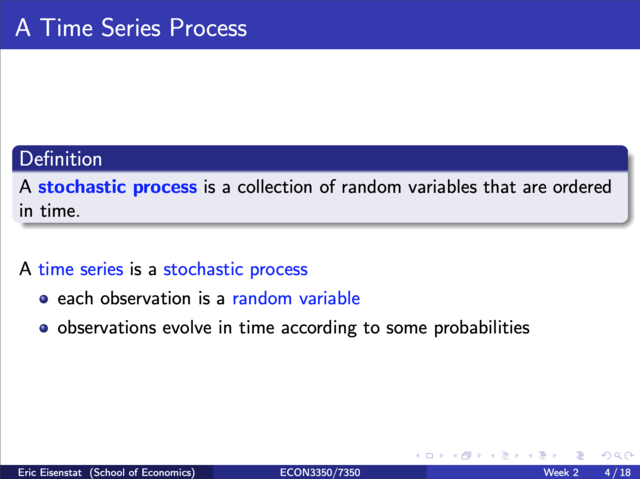 A Time Series Process
Definition
A stochastic process is a collection of random variables that are ordered
in time.
A time series is a stochastic process
each observation is a random variable
observations evolve in time according to some probabilities
Eric Eisenstat (School of Economics) ECON3350/7350 Week 2 4 / 18